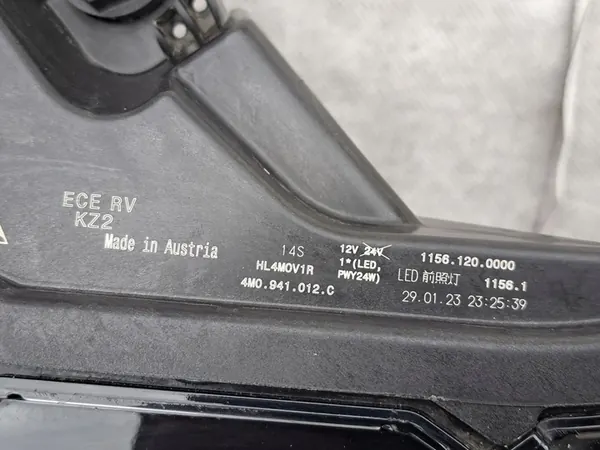 ECE RV
KZ2
Made in Austria
14S
HL4MOV1R
4M0.941.012.C
12V 24V
1*(LED,
PWY24W)
1156.120.0000
LED 前照灯 1156.1
29.01.23 23:25:39